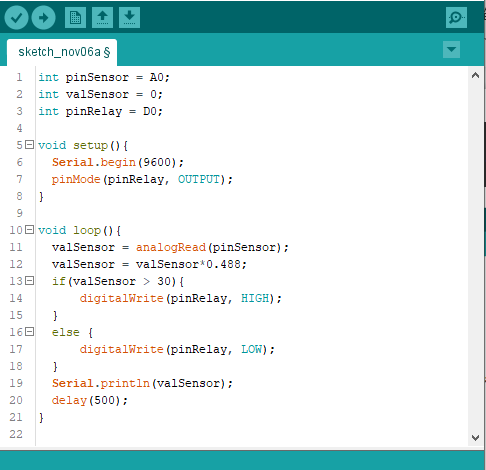 sketch_nov06a §
1 int pinSensor = A0;
2 int valSensor = 0;
3 int pinRelay = D0;
4
5 void setup(){
6   Serial.begin(9600);
7   pinMode(pinRelay, OUTPUT);
8 }
9
10 void loop(){
11   valSensor = analogRead(pinSensor);
12   valSensor = valSensor*0.488;
13   if(valSensor > 30){
14       digitalWrite(pinRelay, HIGH);
15   }
16   else {
17       digitalWrite(pinRelay, LOW);
18   }
19   Serial.println(valSensor);
20   delay(500);
21 }
22